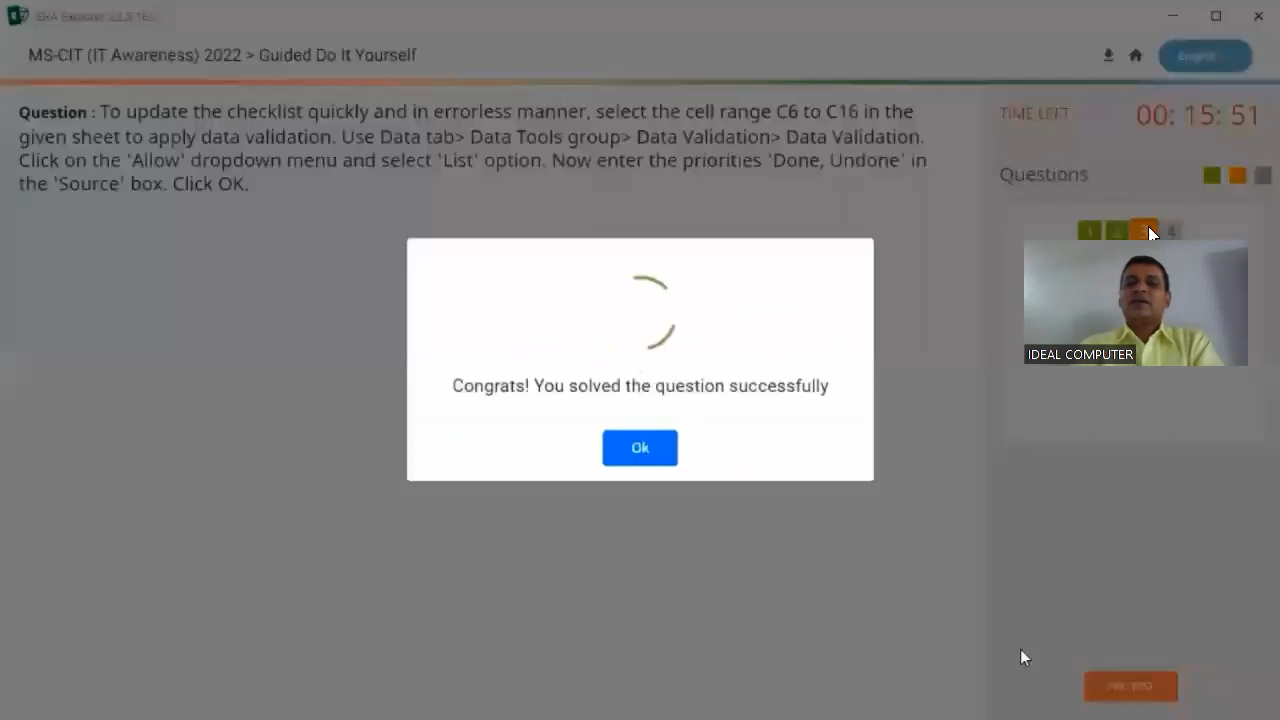 MS-CIT (IT Awareness) 2022 > Guided Do It Yourself
English
Question : To update the checklist quickly and in errorless manner, select the cell range C6 to C16 in the
given sheet to apply data validation. Use Data tab> Data Tools group> Data Validation> Data Validation.
Click on the 'Allow' dropdown menu and select 'List' option. Now enter the priorities 'Done, Undone' in
the 'Source' box. Click OK.
TIME LEFT
00: 15: 51
Questions
1 2 3 4
IDEAL COMPUTER
Congrats! You solved the question successfully
Ok